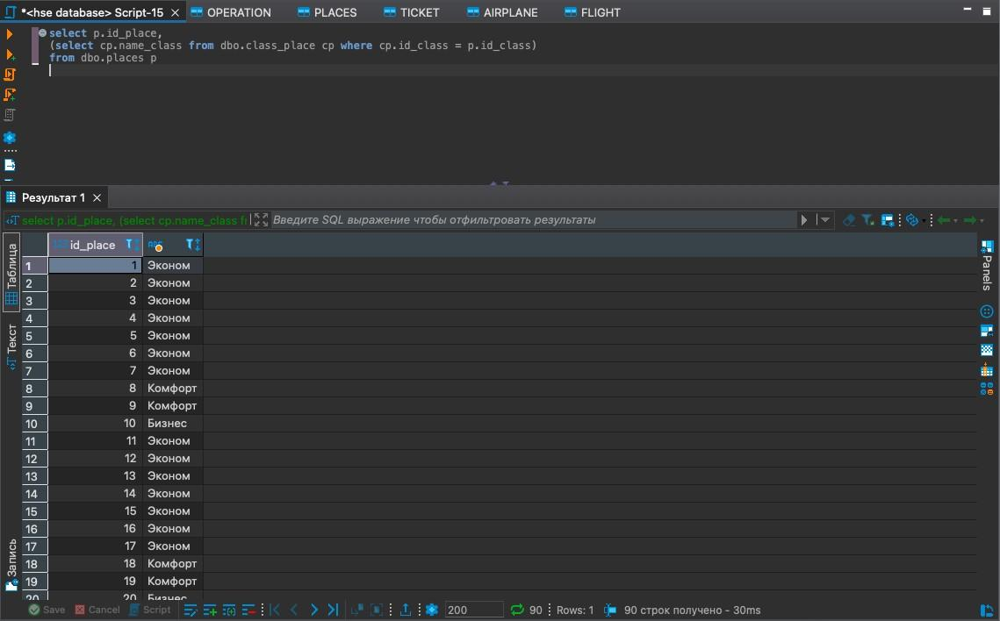 *<hse database> Script-15 OPERATION PLACES TICKET AIRPLANE FLIGHT
select p.id_place,
(select cp.name_class from dbo.class_place cp where cp.id_class = p.id_class)
from dbo.places p
Результат 1
select p.id_place, (select cp.name_class f Введите SQL выражение чтобы отфильтровать результаты
Таблица
Текст
Запись
Panels
123 id_place ABC
1 1 Эконом
2 2 Эконом
3 3 Эконом
4 4 Эконом
5 5 Эконом
6 6 Эконом
7 7 Эконом
8 8 Комфорт
9 9 Комфорт
10 10 Бизнес
11 11 Эконом
12 12 Эконом
13 13 Эконом
14 14 Эконом
15 15 Эконом
16 16 Эконом
17 17 Эконом
18 18 Комфорт
19 19 Комфорт
20 20 Бизнес
Save Cancel Script 200 90 Rows: 1 90 строк получено - 30ms